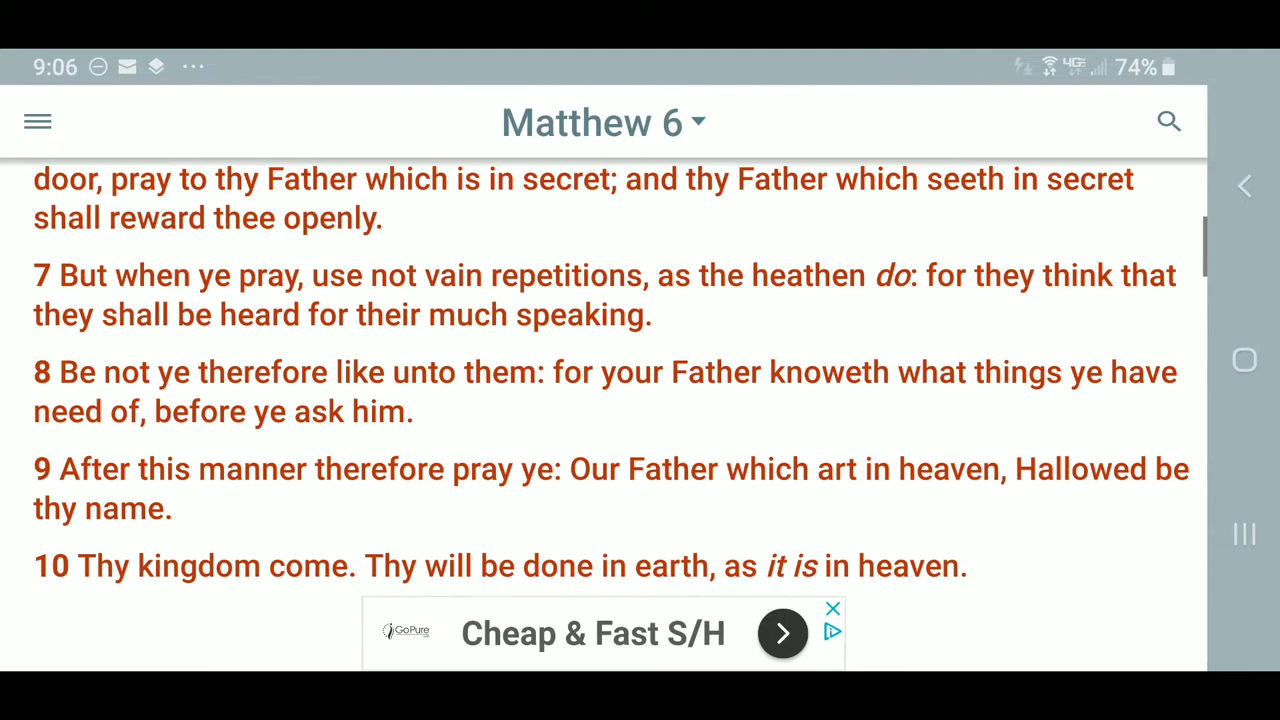 9:06 ... 4GE 74%
Matthew 6
door, pray to thy Father which is in secret; and thy Father which seeth in secret
shall reward thee openly.
7 But when ye pray, use not vain repetitions, as the heathen do: for they think that
they shall be heard for their much speaking.
8 Be not ye therefore like unto them: for your Father knoweth what things ye have
need of, before ye ask him.
9 After this manner therefore pray ye: Our Father which art in heaven, Hallowed be
thy name.
10 Thy kingdom come. Thy will be done in earth, as it is in heaven.
GoPure Cheap & Fast S/H